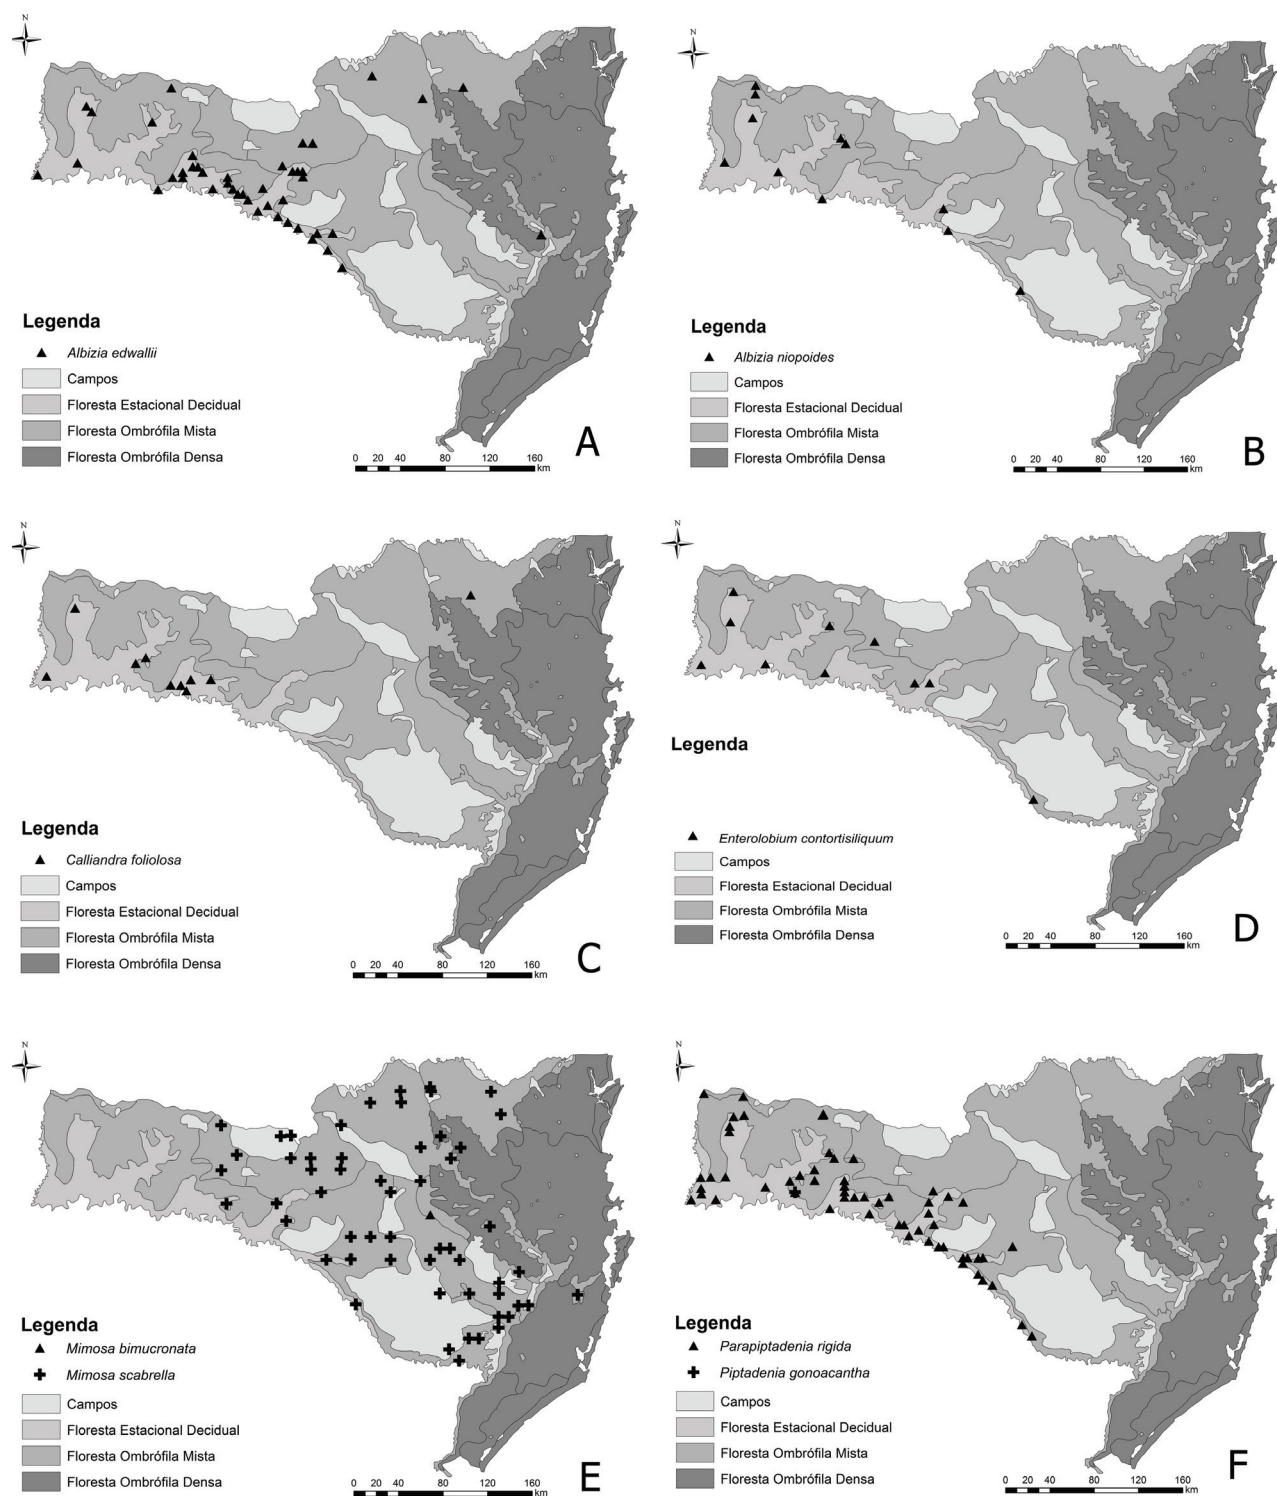 N
Legenda
Albizia edwallii
Campos
Floresta Estacional Decidual
Floresta Ombrófila Mista
Floresta Ombrófila Densa
0 20 40 80 120 160
km
A
N
Legenda
Albizia niopoides
Campos
Floresta Estacional Decidual
Floresta Ombrófila Mista
Floresta Ombrófila Densa
0 20 40 80 120 160
km
B
N
Legenda
Calliandra foliolosa
Campos
Floresta Estacional Decidual
Floresta Ombrófila Mista
Floresta Ombrófila Densa
0 20 40 80 120 160
km
C
N
Legenda
Enterolobium contortisiliquum
Campos
Floresta Estacional Decidual
Floresta Ombrófila Mista
Floresta Ombrófila Densa
0 20 40 80 120 160
km
D
N
Legenda
Mimosa bimucronata
Mimosa scabrella
Campos
Floresta Estacional Decidual
Floresta Ombrófila Mista
Floresta Ombrófila Densa
0 20 40 80 120 160
km
E
N
Legenda
Parapiptadenia rigida
Piptadenia gonoacantha
Campos
Floresta Estacional Decidual
Floresta Ombrófila Mista
Floresta Ombrófila Densa
0 20 40 80 120 160
km
F